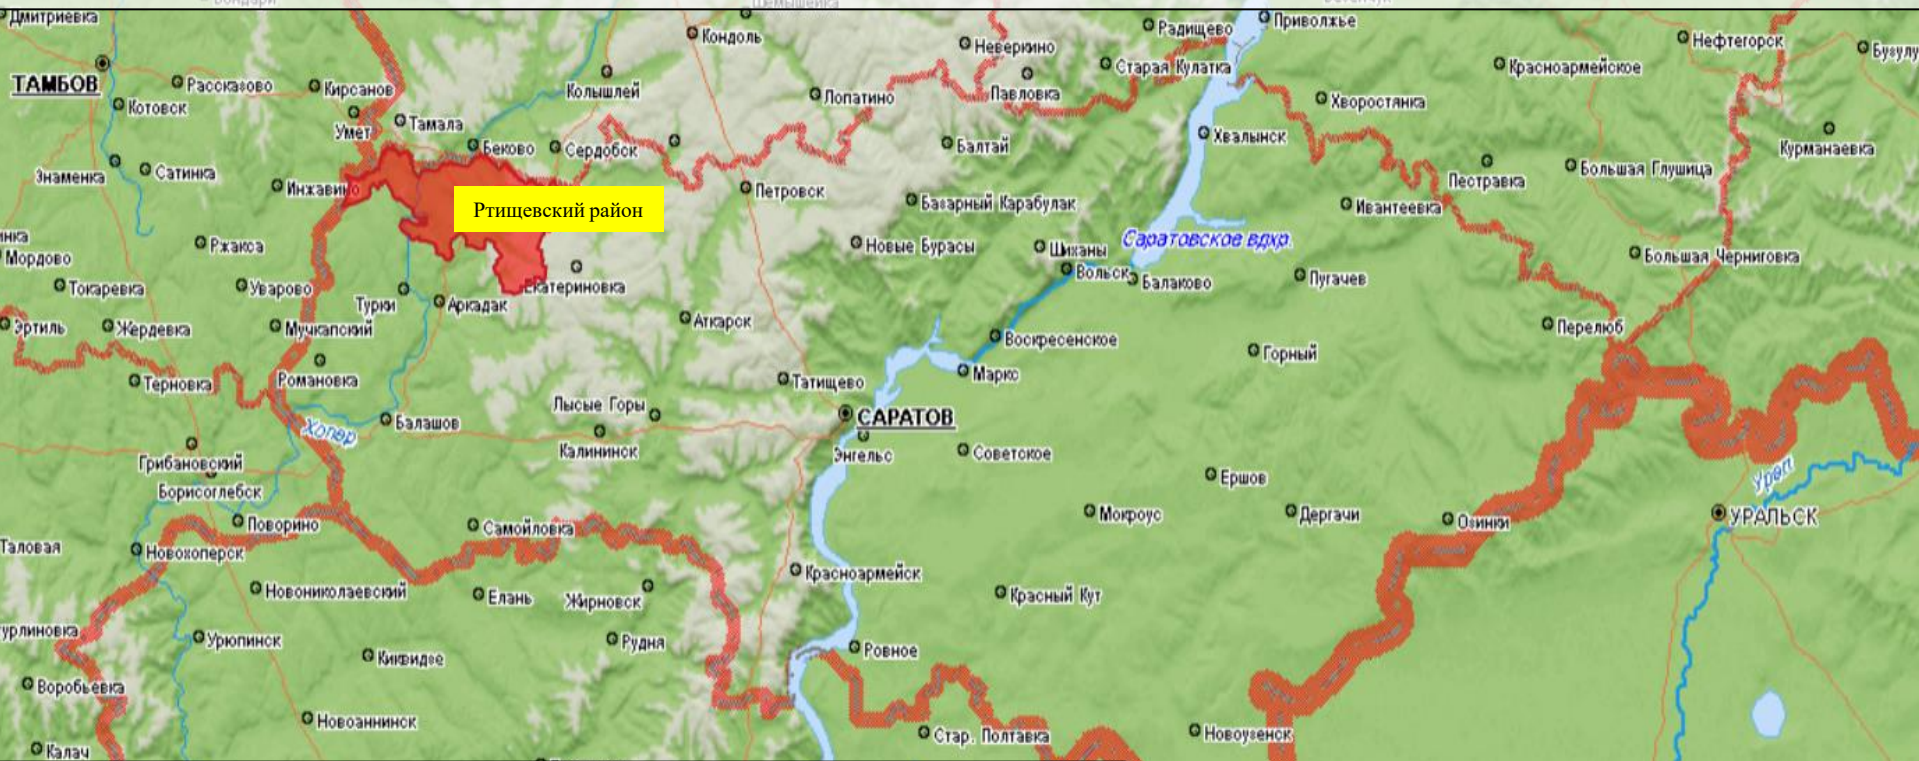 Дмитриевка
Кондоль
Неверкино
Радищево
Приволжье
Нефтегорск
ТАМБОВ
Рассказово
Кирсанов
Колышлей
Лопатино
Павловка
Старая Кулатка
Красноармейское
Котовск
Умет
Тамала
Хворостянка
Беково
Сердобск
Балтай
Хвалынск
Курманаевка
Знаменка
Сатинка
Инжавино
Петровск
Пестравка
Большая Глушица
Ртищевский район
Базарный Карабулак
Ивантеевка
Ржакса
Новые Бурасы
Шиханы
Саратовское вдхр.
Мордово
Вольск
Балаково
Пугачев
Большая Черниговка
Токаревка
Уварово
Турки
Аркадак
Екатериновка
Эртиль
Жердевка
Мучкапский
Аткарск
Воскресенское
Перелюб
Горный
Терновка
Романовка
Татищево
Маркс
Лысые Горы
САРАТОВ
Балашов
Хопер
Калининск
Энгельс
Советское
Грибановский
Борисоглебск
Ершов
Урал
Поворино
Самойловка
Мокроус
Дергачи
Озинки
УРАЛЬСК
Таловая
Новохоперск
Красноармейск
Новониколаевский
Елань
Жирновск
Красный Кут
Урюпинск
Рудня
Ровное
Киквидзе
Воробьевка
Новоаннинск
Стар. Полтавка
Новоузенск
Калач